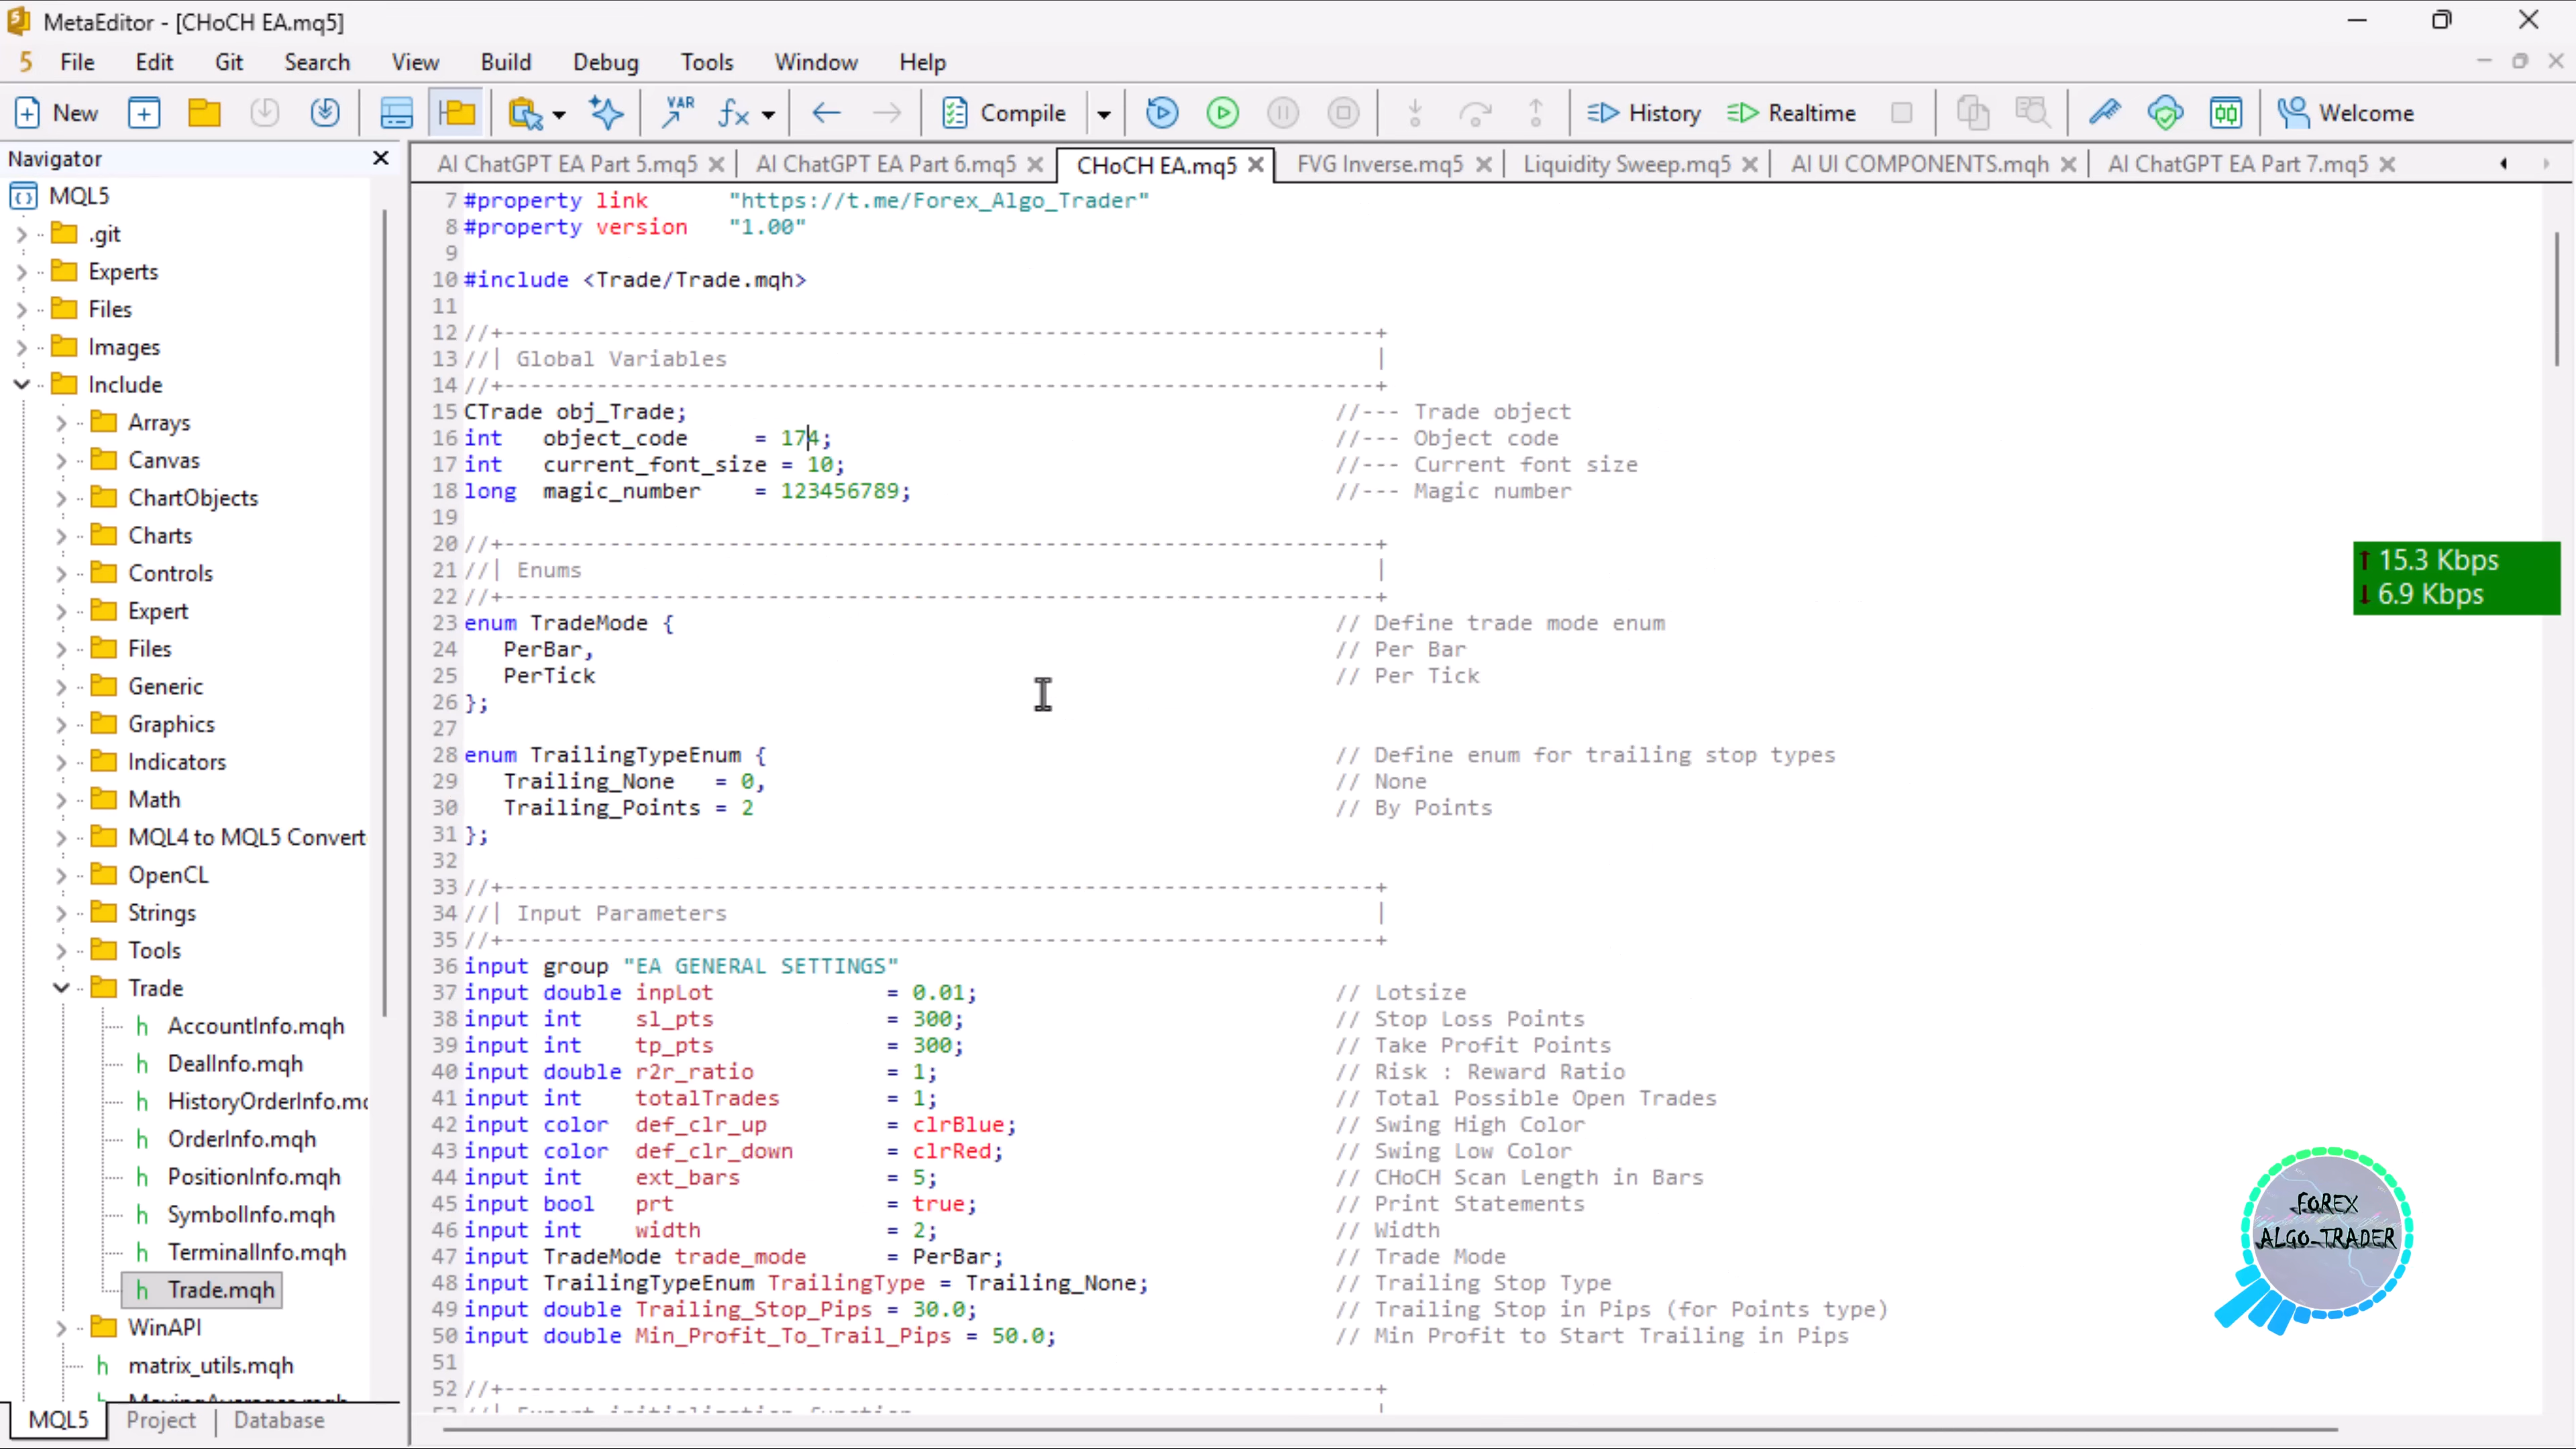 MetaEditor - [CHoCH EA.mq5]
5 File Edit Git Search View Build Debug Tools Window Help
New VAR fx Compile History Realtime Welcome
Navigator
AI ChatGPT EA Part 5.mq5 AI ChatGPT EA Part 6.mq5 CHoCH EA.mq5 FVG Inverse.mq5 Liquidity Sweep.mq5 AI UI COMPONENTS.mqh AI ChatGPT EA Part 7.mq5
MQL5
.git
Experts
Files
Images
Include
Arrays
Canvas
ChartObjects
Charts
Controls
Expert
Files
Generic
Graphics
Indicators
Math
MQL4 to MQL5 Convert
OpenCL
Strings
Tools
Trade
h AccountInfo.mqh
h DealInfo.mqh
h HistoryOrderInfo.m
h OrderInfo.mqh
h PositionInfo.mqh
h SymbolInfo.mqh
h TerminalInfo.mqh
h Trade.mqh
WinAPI
h matrix_utils.mqh
MQL5 Project Database
7 #property link "https://t.me/Forex_Algo_Trader"
8 #property version "1.00"
9
10 #include <Trade/Trade.mqh>
11
12 //+------------------------------------------------------------------+
13 //| Global Variables |
14 //+------------------------------------------------------------------+
15 CTrade obj_Trade; //--- Trade object
16 int object_code = 174; //--- Object code
17 int current_font_size = 10; //--- Current font size
18 long magic_number = 123456789; //--- Magic number
19
20 //+------------------------------------------------------------------+
21 //| Enums |
22 //+------------------------------------------------------------------+
23 enum TradeMode { // Define trade mode enum
24 PerBar, // Per Bar
25 PerTick // Per Tick
26 };
27
28 enum TrailingTypeEnum { // Define enum for trailing stop types
29 Trailing_None = 0, // None
30 Trailing_Points = 2 // By Points
31 };
32
33 //+------------------------------------------------------------------+
34 //| Input Parameters |
35 //+------------------------------------------------------------------+
36 input group "EA GENERAL SETTINGS"
37 input double inpLot = 0.01; // Lotsize
38 input int sl_pts = 300; // Stop Loss Points
39 input int tp_pts = 300; // Take Profit Points
40 input double r2r_ratio = 1; // Risk : Reward Ratio
41 input int totalTrades = 1; // Total Possible Open Trades
42 input color def_clr_up = clrBlue; // Swing High Color
43 input color def_clr_down = clrRed; // Swing Low Color
44 input int ext_bars = 5; // CHoCH Scan Length in Bars
45 input bool prt = true; // Print Statements
46 input int width = 2; // Width
47 input TradeMode trade_mode = PerBar; // Trade Mode
48 input TrailingTypeEnum TrailingType = Trailing_None; // Trailing Stop Type
49 input double Trailing_Stop_Pips = 30.0; // Trailing Stop in Pips (for Points type)
50 input double Min_Profit_To_Trail_Pips = 50.0; // Min Profit to Start Trailing in Pips
51
52 //+------------------------------------------------------------------+
↑ 15.3 Kbps
↓ 6.9 Kbps
FOREX
ALGO-TRADER